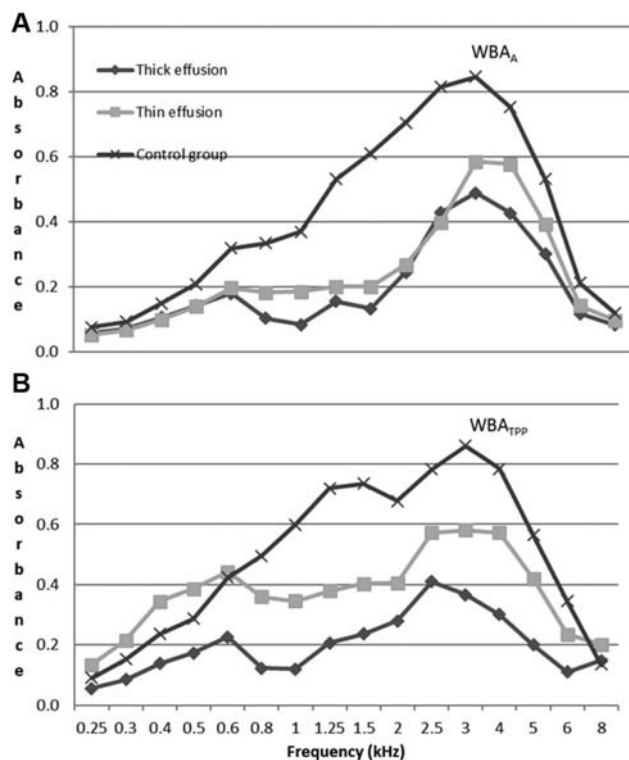 A
1.0
0.8
0.6
0.4
0.2
0.0
Absorbance
Thick effusion
Thin effusion
Control group
WBA_A
B
1.0
0.8
0.6
0.4
0.2
0.0
Absorbance
WBA_TPP
0.25 0.3 0.4 0.5 0.6 0.8 1 1.25 1.5 2 2.5 3 4 5 6 8
Frequency (kHz)